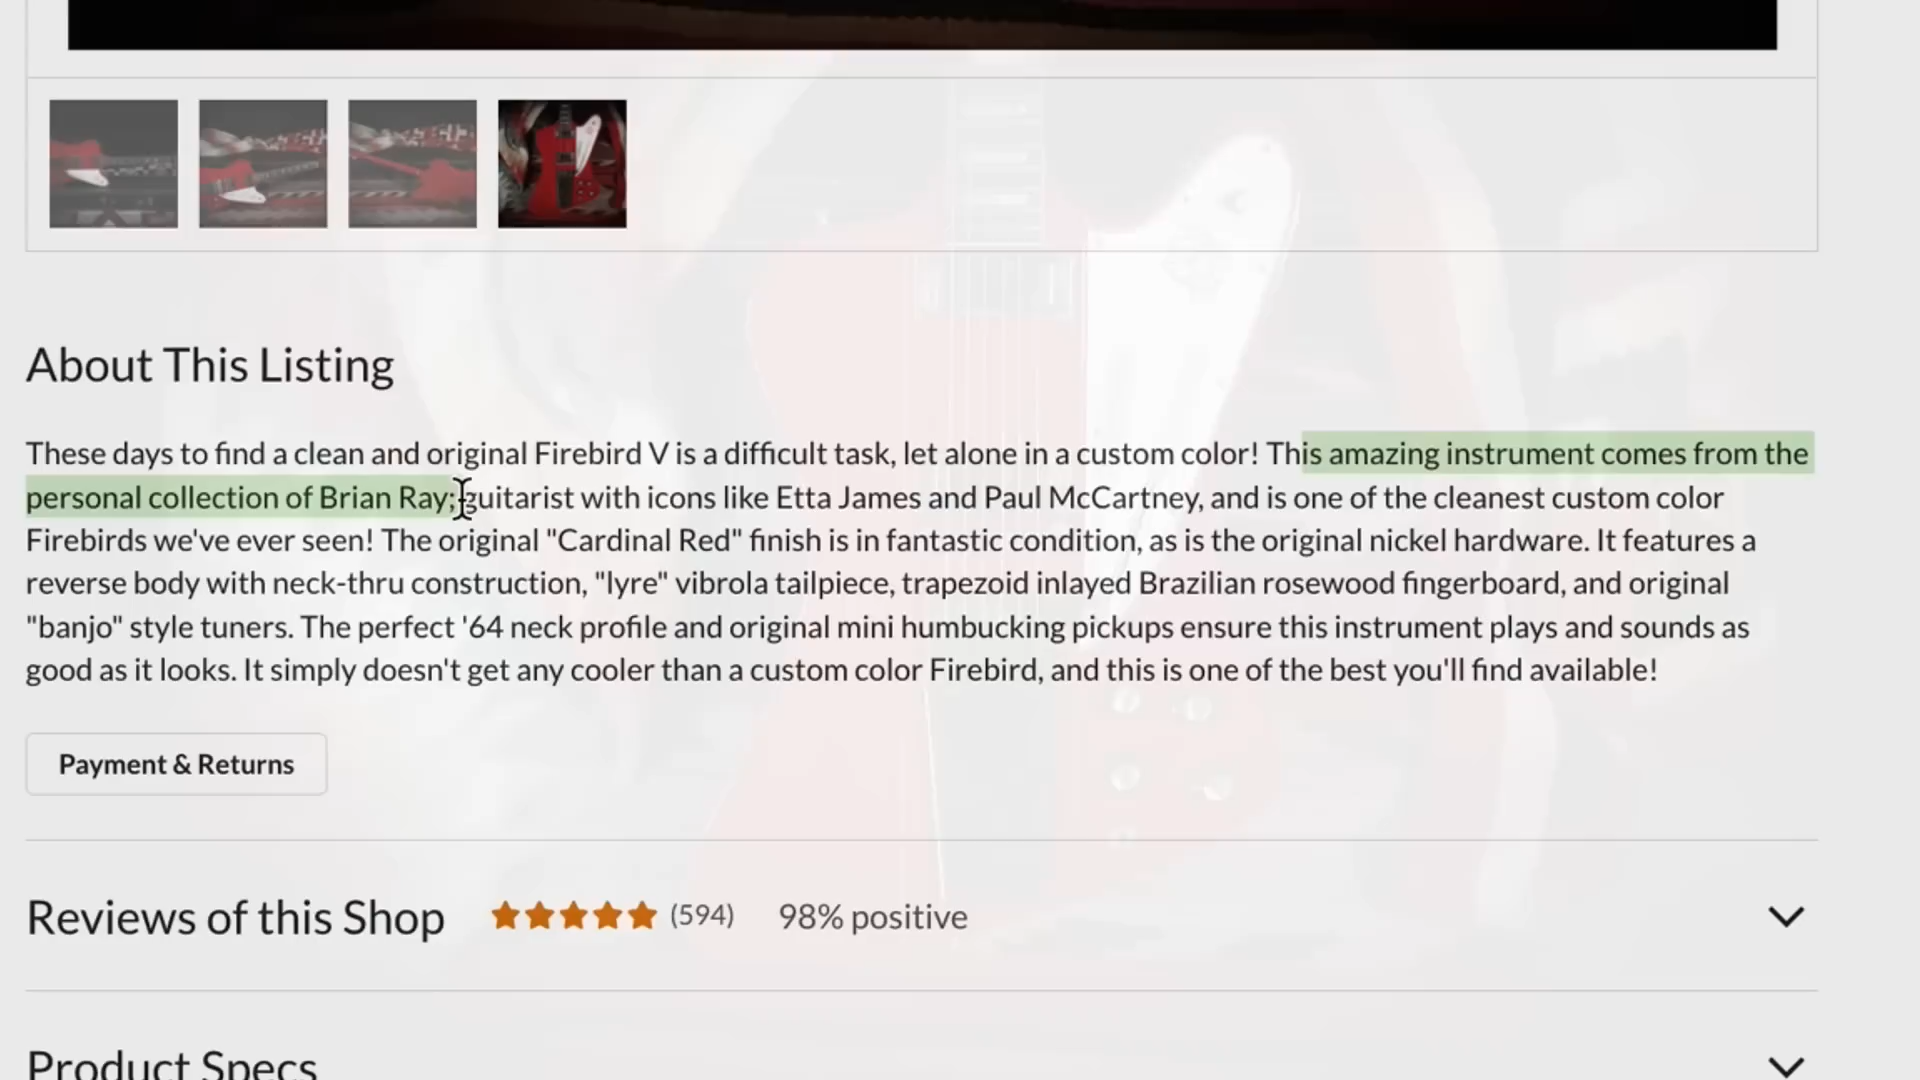 About This Listing
These days to find a clean and original Firebird V is a difficult task, let alone in a custom color! This amazing instrument comes from the
personal collection of Brian Ray; guitarist with icons like Etta James and Paul McCartney, and is one of the cleanest custom color
Firebirds we've ever seen! The original "Cardinal Red" finish is in fantastic condition, as is the original nickel hardware. It features a
reverse body with neck-thru construction, "lyre" vibrola tailpiece, trapezoid inlayed Brazilian rosewood fingerboard, and original
"banjo" style tuners. The perfect '64 neck profile and original mini humbucking pickups ensure this instrument plays and sounds as
good as it looks. It simply doesn't get any cooler than a custom color Firebird, and this is one of the best you'll find available!
Payment & Returns
Reviews of this Shop (594) 98% positive
Product Specs